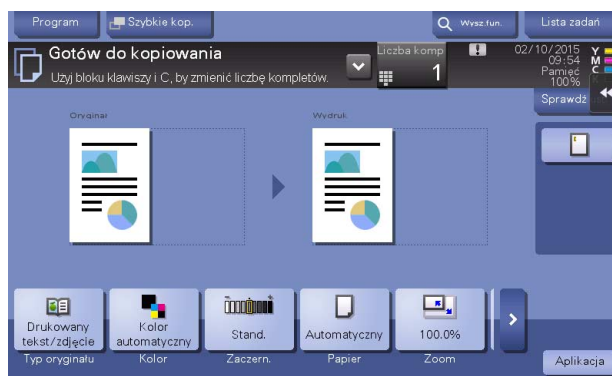 Program
Szybkie kop.
Wysz.fun.
Lista zadań
Gotów do kopiowania
Użyj bloku klawiszy i C, by zmienić liczbę kompletów.
Liczba komp
1
02/10/2015
09:54
Pamięć
100%
Y
M
C
Sprawdź
Oryginał
Wydruk
Drukowany
tekst/zdjęcie
Kolor
automatyczny
Stand.
Automatyczny
100.0%
Typ oryginału
Kolor
Zaczern.
Papier
Zoom
Aplikacja